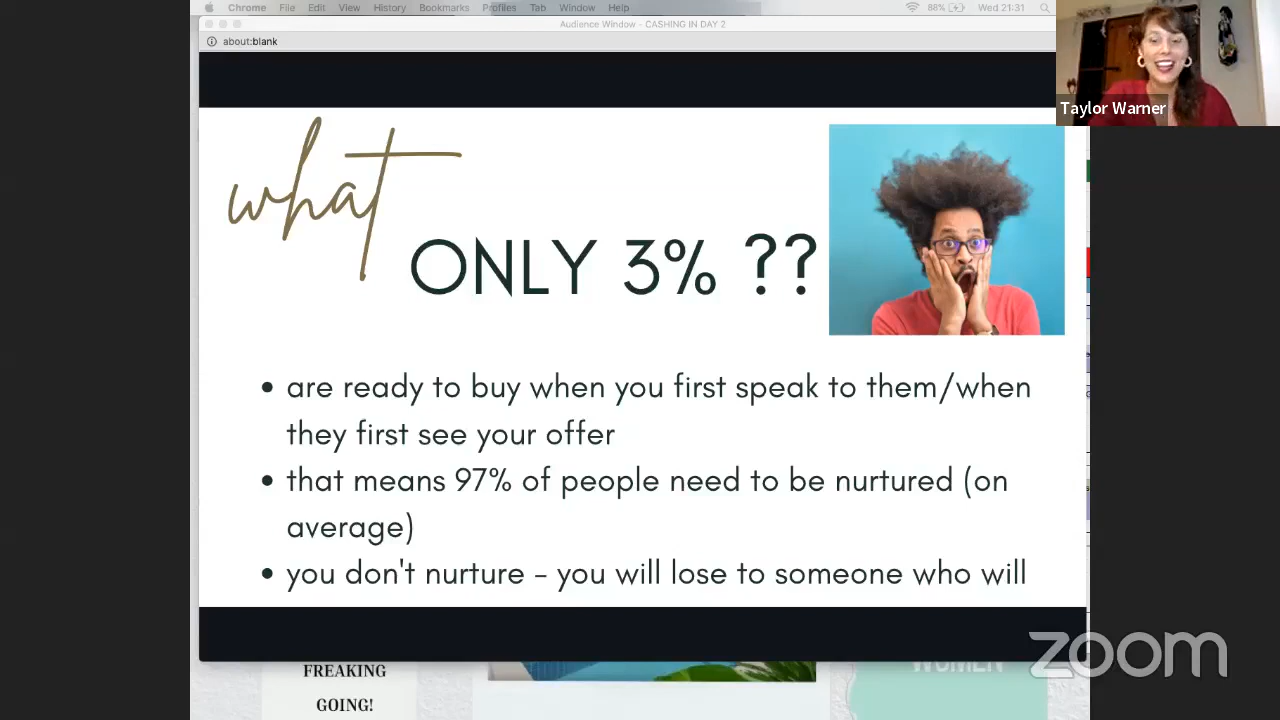 Chrome File Edit View History Bookmarks Profiles Tab Window Help 88% Wed 21:31
Audience Window - CASHING IN DAY 2
about:blank
Taylor Warner
what
ONLY 3% ??
• are ready to buy when you first speak to them/when
they first see your offer
• that means 97% of people need to be nurtured (on
average)
• you don't nurture - you will lose to someone who will
zoom
WOMEN
FREAKING
GOING!